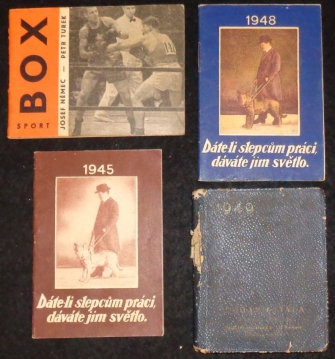 BOX
SPORT
JOSEF NĚMEC – PETR TUREK
1948
Dáte-li slepcům práci,
dáváte jim světlo.
1945
Dáte-li slepcům práci,
dáváte jim světlo.
1949